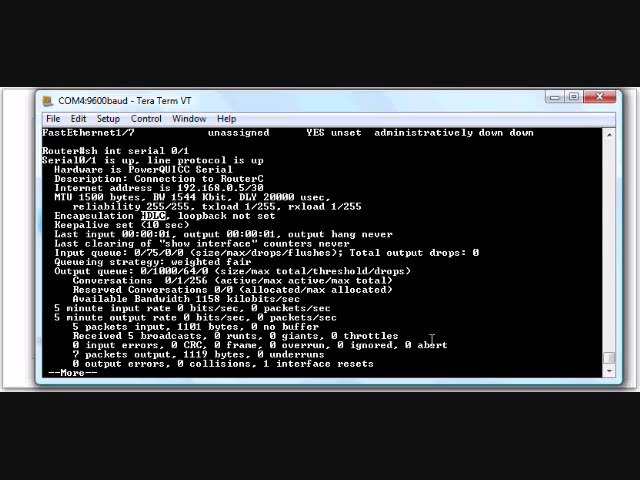 COM4:9600baud - Tera Term VT
File Edit Setup Control Window Help
FastEthernet1/7 unassigned YES unset administratively down down
Router#sh int serial 0/1
Serial0/1 is up, line protocol is up
Hardware is PowerQUICC Serial
Description: Connection to RouterC
Internet address is 192.168.0.5/30
MTU 1500 bytes, BW 1544 Kbit, DLY 20000 usec,
reliability 255/255, txload 1/255, rxload 1/255
Encapsulation HDLC, loopback not set
Keepalive set (10 sec)
Last input 00:00:01, output 00:00:01, output hang never
Last clearing of "show interface" counters never
Input queue: 0/75/0/0 (size/max/drops/flushes); Total output drops: 0
Queueing strategy: weighted fair
Output queue: 0/1000/64/0 (size/max total/threshold/drops)
Conversations 0/1/256 (active/max active/max total)
Reserved Conversations 0/0 (allocated/max allocated)
Available Bandwidth 1158 kilobits/sec
5 minute input rate 0 bits/sec, 0 packets/sec
5 minute output rate 0 bits/sec, 0 packets/sec
5 packets input, 1101 bytes, 0 no buffer
Received 5 broadcasts, 0 runts, 0 giants, 0 throttles
0 input errors, 0 CRC, 0 frame, 0 overrun, 0 ignored, 0 abort
7 packets output, 1119 bytes, 0 underruns
0 output errors, 0 collisions, 1 interface resets
--More--